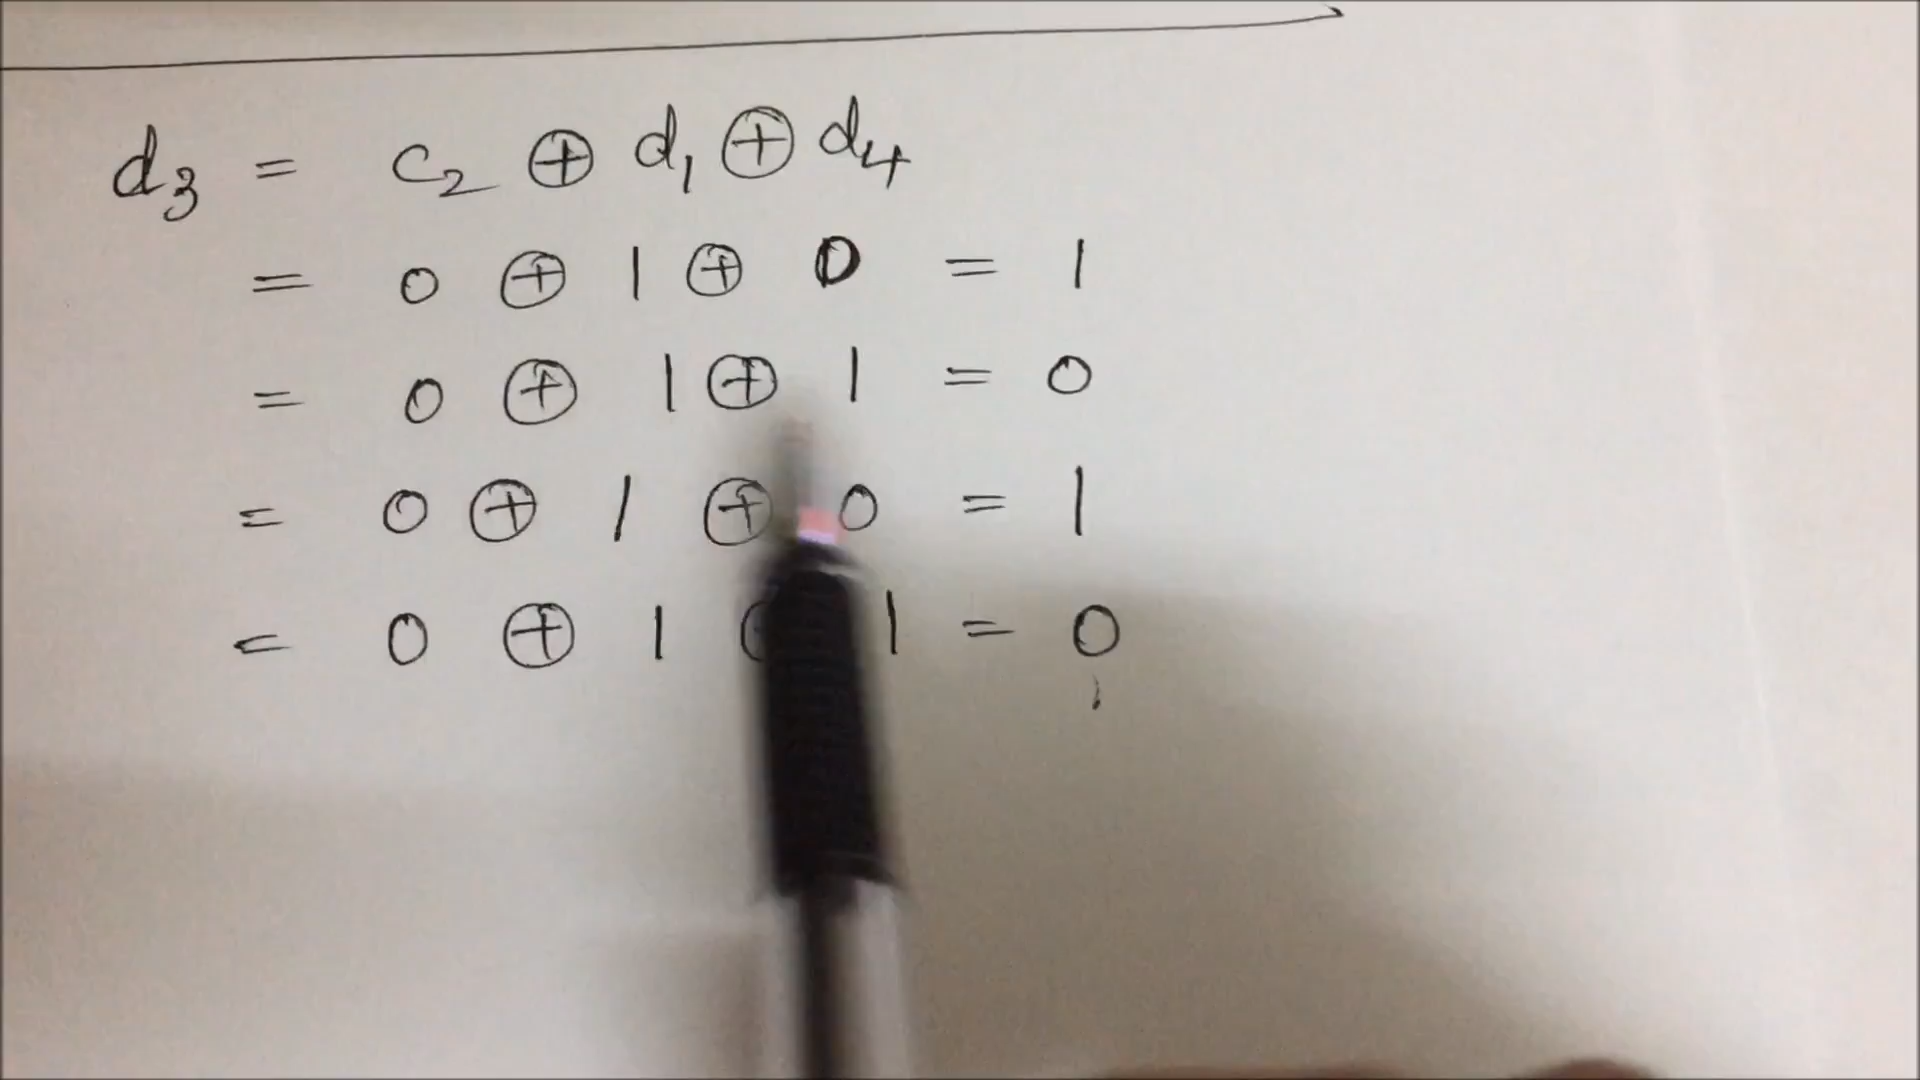 d₃ = c₂ ⊕ d₁ ⊕ d₄
= 0 ⊕ 1 ⊕ 0 = 1
= 0 ⊕ 1 ⊕ 1 = 0
= 0 ⊕ 1 ⊕ 0 = 1
= 0 ⊕ 1 ⊕ 1 = 0